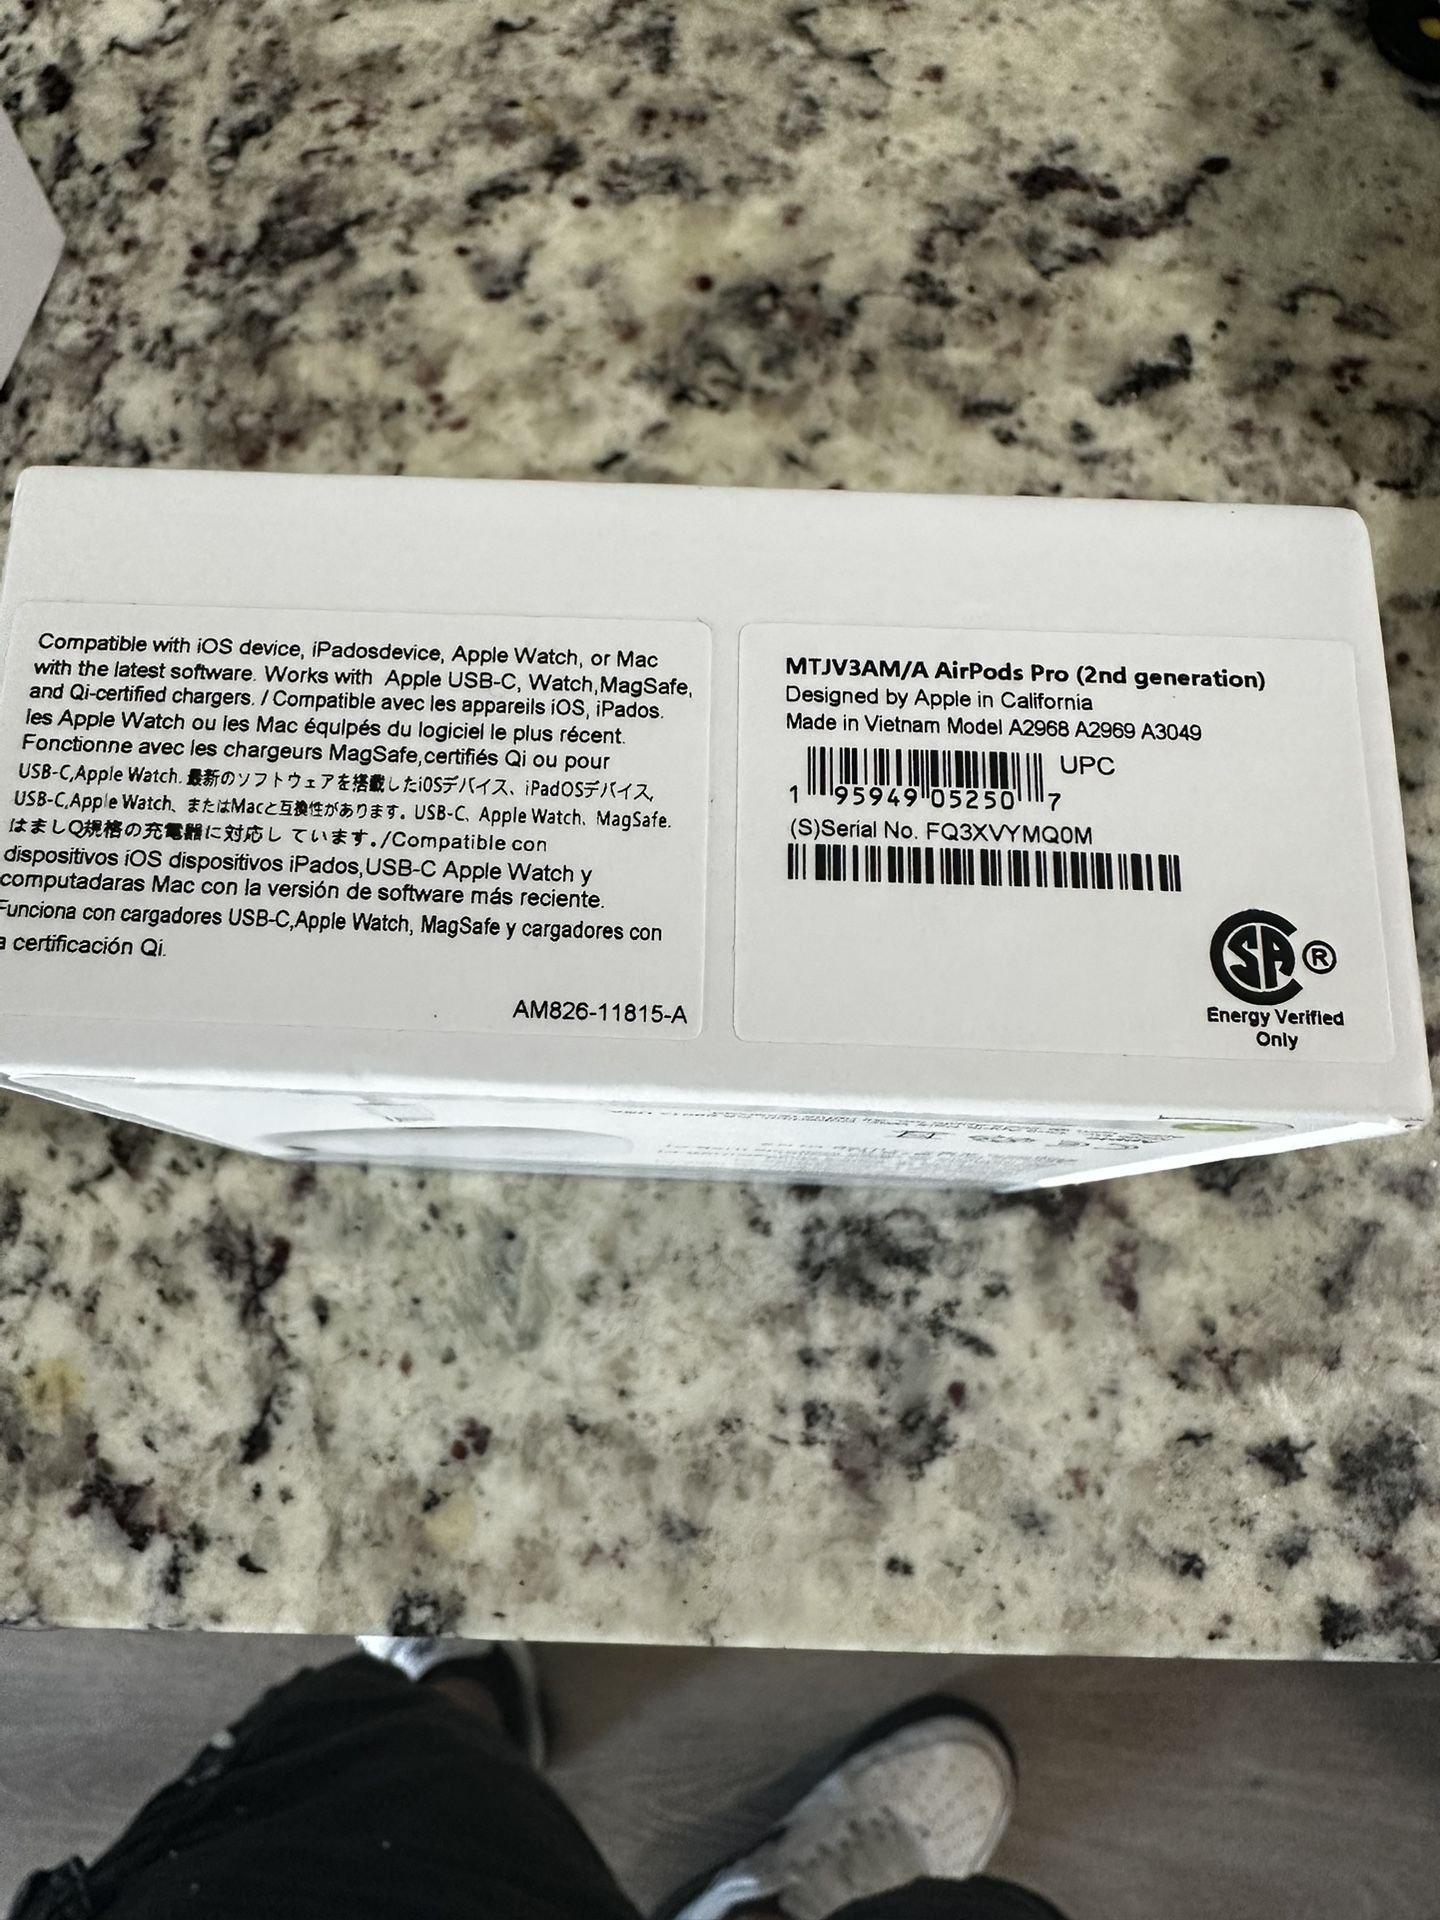 Compatible with iOS device, iPadosdevice, Apple Watch, or Mac
with the latest software. Works with Apple USB-C, Watch,MagSafe,
and Qi-certified chargers. / Compatible avec les appareils iOS, iPados.
les Apple Watch ou les Mac équlpés du logiciel le plus récent.
Fonctionne avec les chargeurs MagSafe,certifiés Qi ou pour
USB-C,Apple Watch. 最新のソフトウェアを搭載したiOSデバイス、iPadOSデバイス,
USB-C,Apple Watch、またはMacと互換性があります。USB-C、Apple Watch、MagSafe.
はましQ規格の充電器に対応し ています./Compatible con
dispositivos iOS dispositivos iPados,USB-C Apple Watch y
computadaras Mac con la versión de software más reciente.
Funciona con cargadores USB-C,Apple Watch, MagSafe y cargadores con
a certificación Qi.
AM826-11815-A
MTJV3AM/A AirPods Pro (2nd generation)
Designed by Apple in California
Made in Vietnam Model A2968 A2969 A3049
UPC
1 95949 05250 7
(S)Serial No. FQ3XVYMQ0M
SA ®
Energy Verified
Only